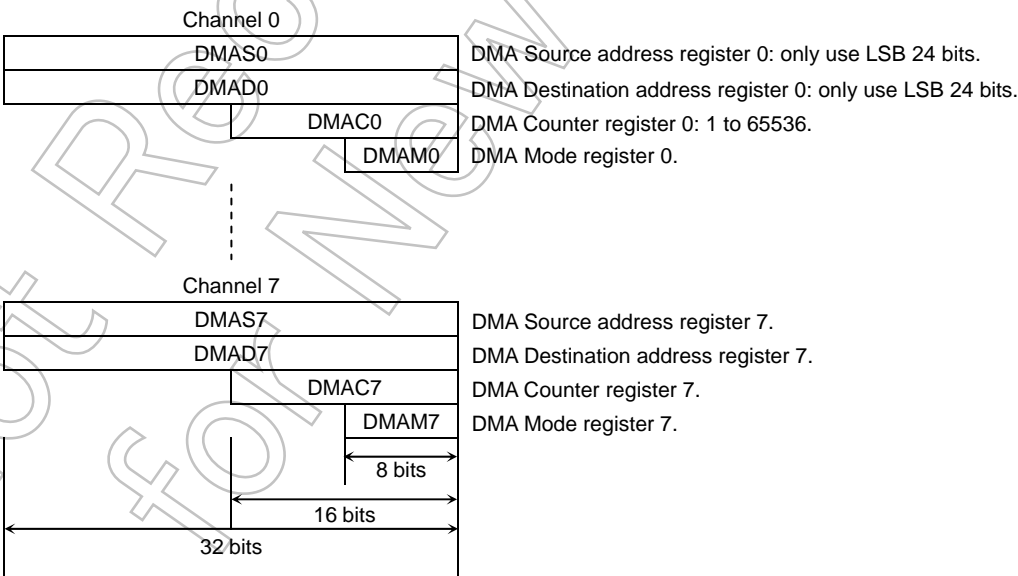 Channel 0
DMAS0 DMA Source address register 0: only use LSB 24 bits.
DMAD0 DMA Destination address register 0: only use LSB 24 bits.
DMAC0 DMA Counter register 0: 1 to 65536.
DMAM0 DMA Mode register 0.
Channel 7
DMAS7 DMA Source address register 7.
DMAD7 DMA Destination address register 7.
DMAC7 DMA Counter register 7.
DMAM7 DMA Mode register 7.
8 bits
16 bits
32 bits